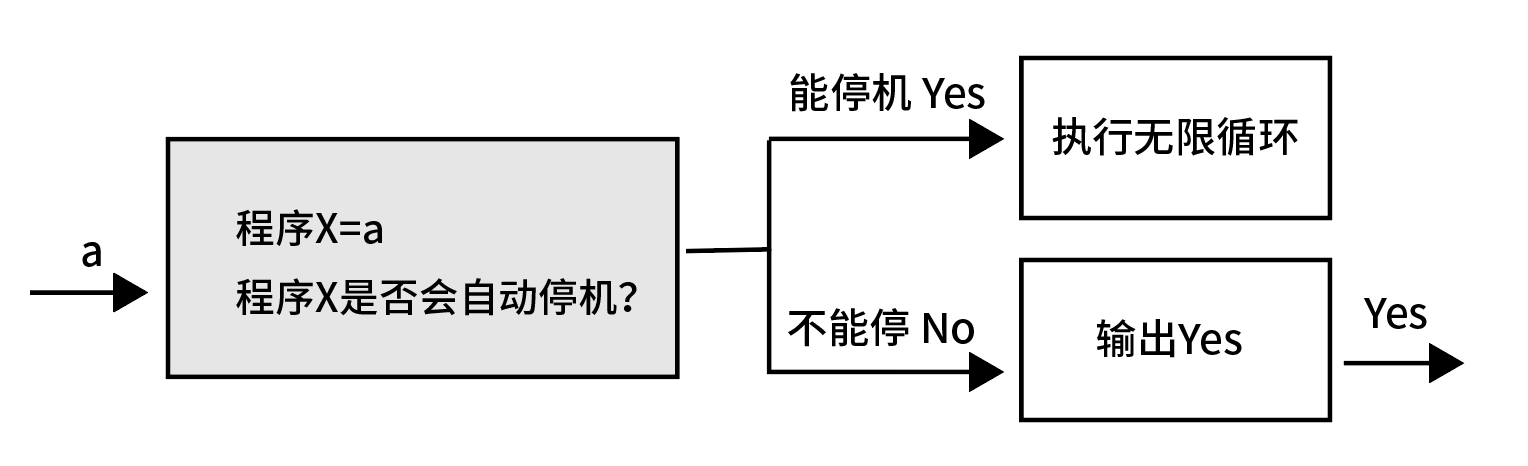 a
程序X=a
程序X是否会自动停机？
能停机 Yes
执行无限循环
不能停 No
输出Yes
Yes